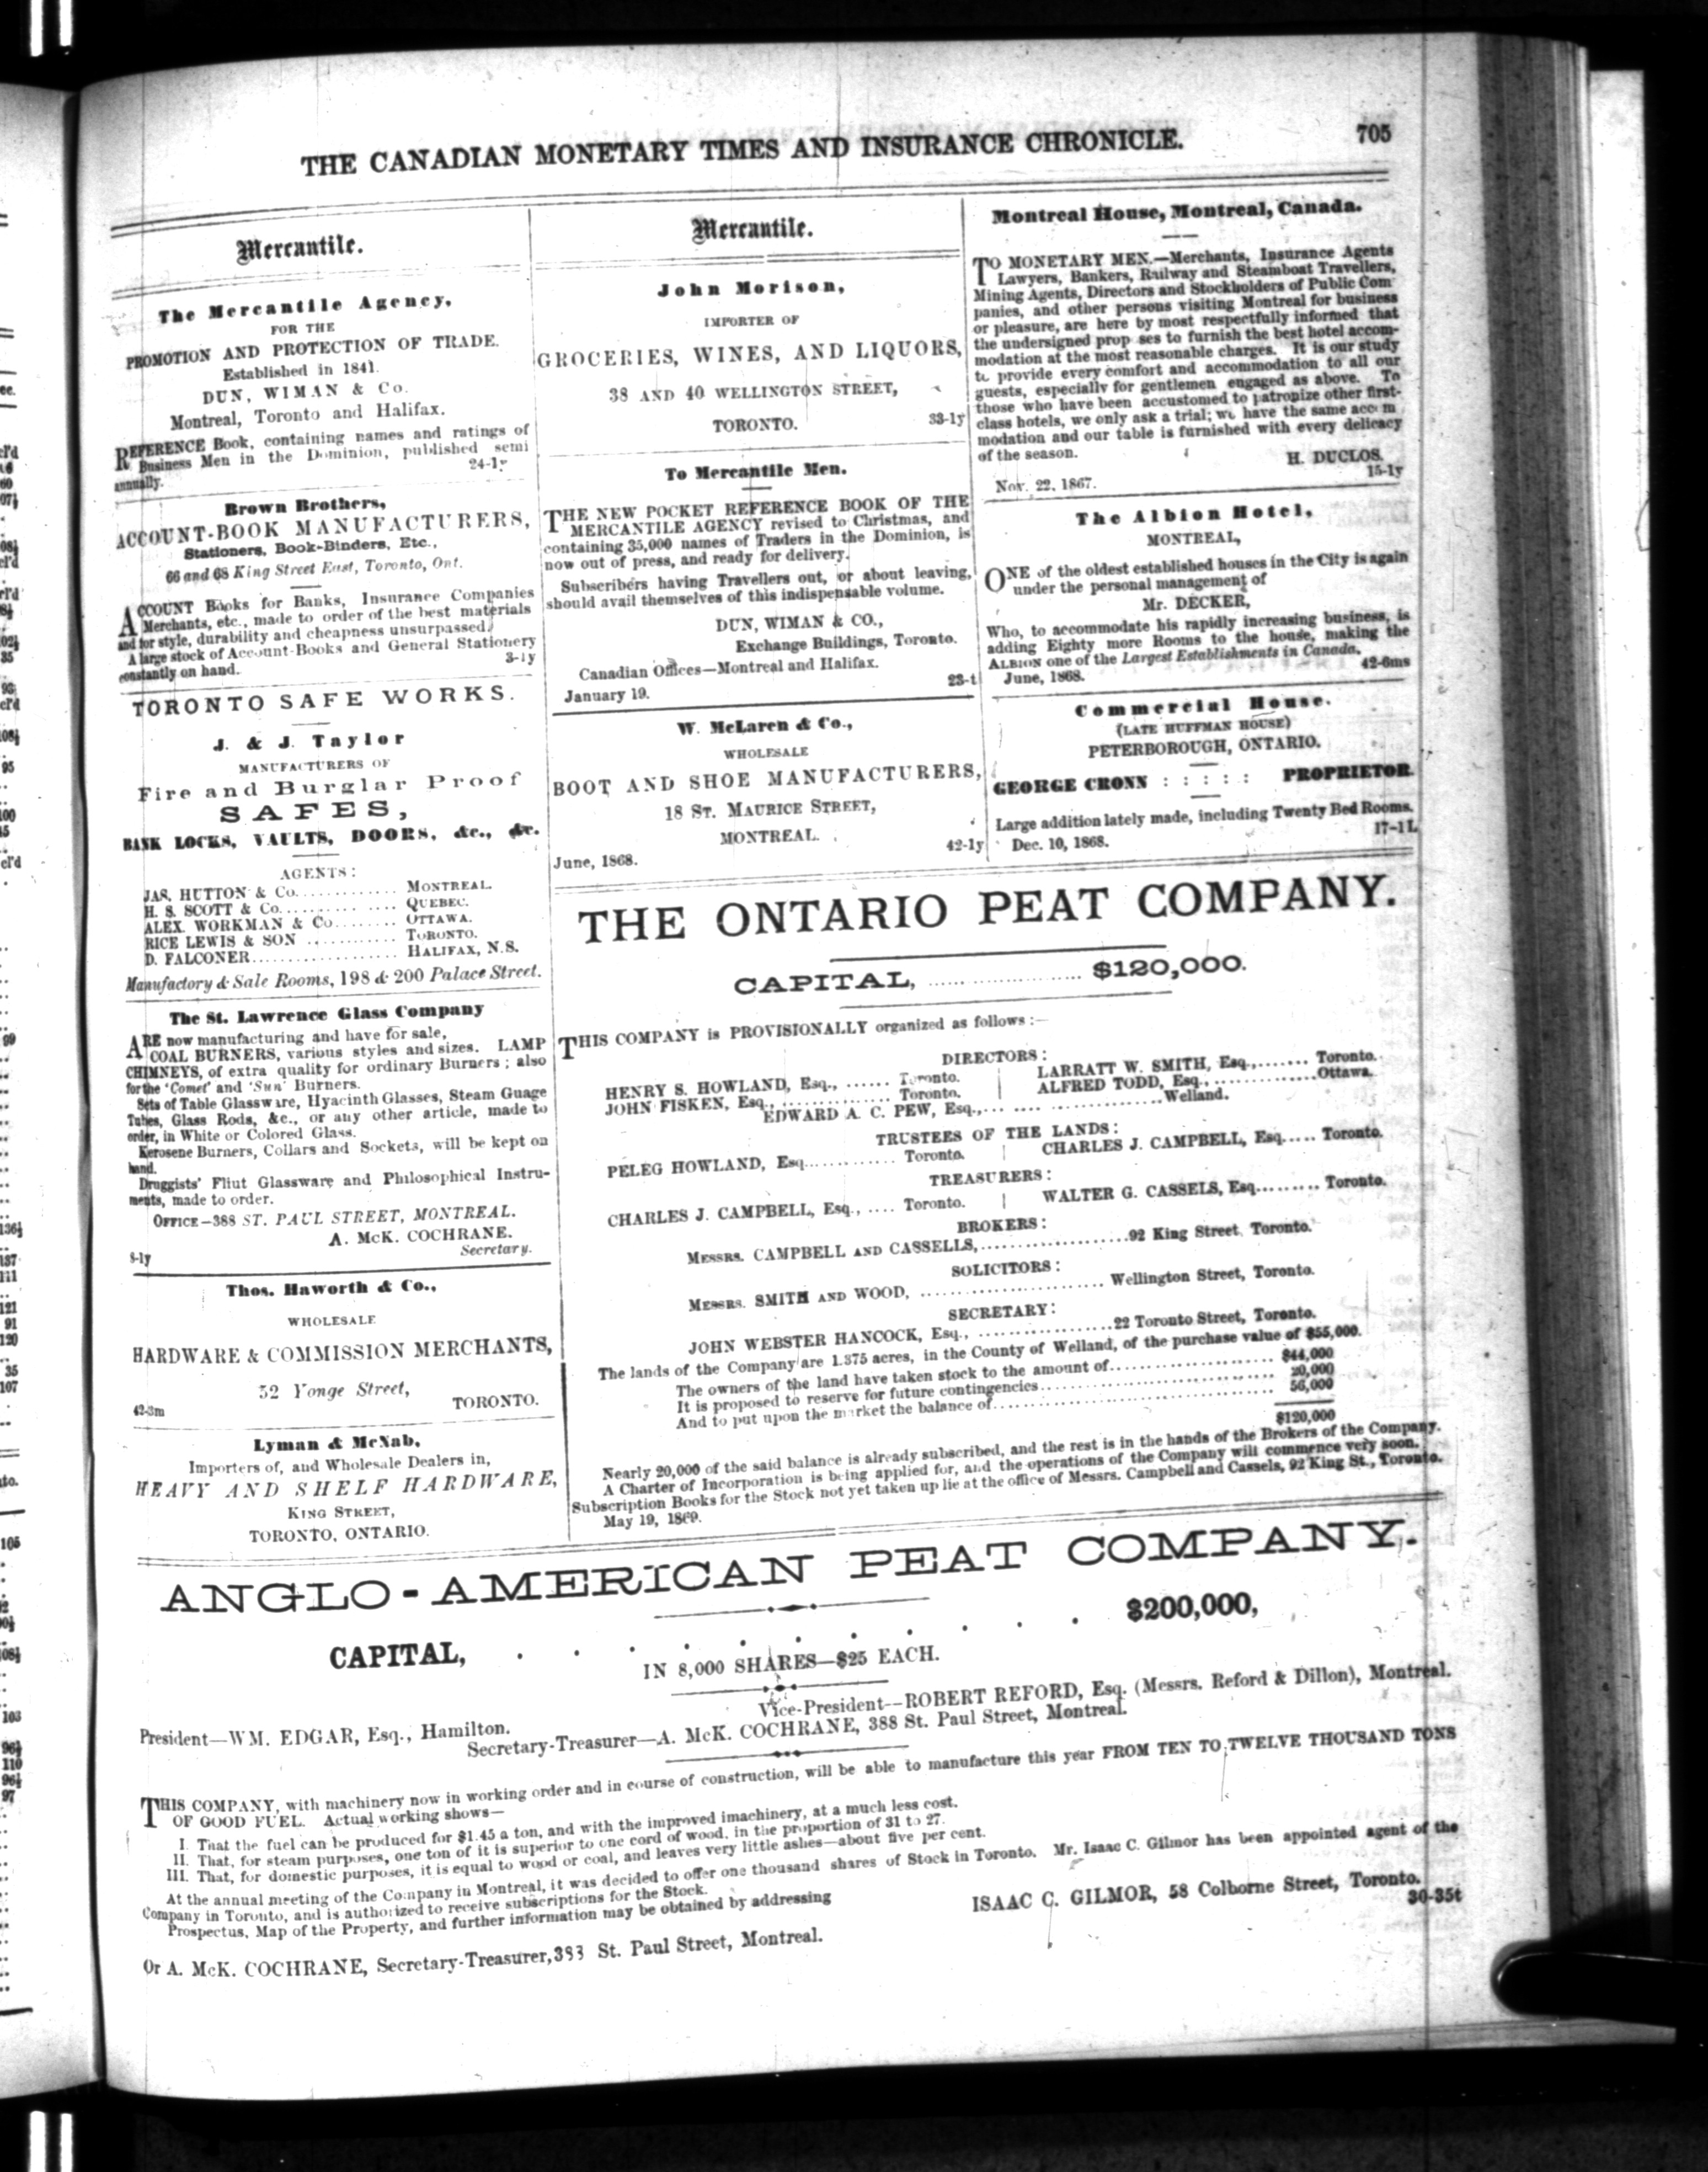 THE CANADIAN MONETARY TIMES AND INSURANCE CHRONICLE. 705
Mercantile.
The Mercantile Agency,
FOR THE
PROMOTION AND PROTECTION OF TRADE.
Established in 1841.
DUN, WIMAN & Co.
Montreal, Toronto and Halifax.
REFERENCE Book, containing names and ratings of
Business Men in the Dominion, published semi
annually. 24-1y
Brown Brothers,
ACCOUNT-BOOK MANUFACTURERS,
Stationers, Book-Binders, Etc.,
66 and 68 King Street East, Toronto, Ont.
ACCOUNT Books for Banks, Insurance Companies
Merchants, etc., made to order of the best materials
and for style, durability and cheapness unsurpassed.
A large stock of Account-Books and General Stationery
constantly on hand. 3-1y
TORONTO SAFE WORKS.
J. & J. Taylor
MANUFACTURERS OF
Fire and Burglar Proof
SAFES,
BANK LOCKS, VAULTS, DOORS, &c., &c.
AGENTS:
JAS. HUTTON & Co. ............ MONTREAL.
H. S. SCOTT & Co. ............ QUEBEC.
ALEX. WORKMAN & Co ........ OTTAWA.
RICE LEWIS & SON ............ TORONTO.
D. FALCONER .................. HALIFAX, N.S.
Manufactory & Sale Rooms, 198 & 200 Palace Street.
The St. Lawrence Glass Company
ARE now manufacturing and have for sale,
COAL BURNERS, various styles and sizes. LAMP
CHIMNEYS, of extra quality for ordinary Burners; also
for the 'Comet' and 'Sun' Burners.
Sets of Table Glassware, Hyacinth Glasses, Steam Guage
Tubes, Glass Rods, &c., or any other article, made to
order, in White or Colored Glass.
Kerosene Burners, Collars and Sockets, will be kept on
hand.
Druggists' Flint Glassware and Philosophical Instru-
ments, made to order.
OFFICE—388 ST. PAUL STREET, MONTREAL.
A. McK. COCHRANE.
8-1y Secretary.
Thos. Haworth & Co.,
WHOLESALE
HARDWARE & COMMISSION MERCHANTS,
52 Yonge Street,
42-3m TORONTO.
Lyman & McNab,
Importers of, and Wholesale Dealers in,
HEAVY AND SHELF HARDWARE,
KING STREET,
TORONTO, ONTARIO.
Mercantile.
John Morison,
IMPORTER OF
GROCERIES, WINES, AND LIQUORS,
38 AND 40 WELLINGTON STREET,
TORONTO. 33-1y
To Mercantile Men.
THE NEW POCKET REFERENCE BOOK OF THE
MERCANTILE AGENCY revised to Christmas, and
containing 35,000 names of Traders in the Dominion, is
now out of press, and ready for delivery.
Subscribers having Travellers out, or about leaving,
should avail themselves of this indispensable volume.
DUN, WIMAN & CO.,
Exchange Buildings, Toronto.
Canadian Offices—Montreal and Halifax.
January 19. 23-t
W. McLaren & Co.,
WHOLESALE
BOOT AND SHOE MANUFACTURERS,
18 ST. MAURICE STREET,
MONTREAL.
June, 1868. 42-1y
Montreal House, Montreal, Canada.
TO MONETARY MEN.—Merchants, Insurance Agents
Lawyers, Bankers, Railway and Steamboat Travellers,
Mining Agents, Directors and Stockholders of Public Com
panies, and other persons visiting Montreal for business
or pleasure, are here by most respectfully informed that
the undersigned prop ses to furnish the best hotel accom-
modation at the most reasonable charges. It is our study
to provide every comfort and accommodation to all our
guests, especially for gentlemen engaged as above. To
those who have been accustomed to patronize other first-
class hotels, we only ask a trial; we have the same accom
modation and our table is furnished with every delicacy
of the season. H. DUCLOS.
Nov. 22, 1867. 15-1y
The Albion Hotel,
MONTREAL,
ONE of the oldest established houses in the City is again
under the personal management of
Mr. DECKER,
Who, to accommodate his rapidly increasing business, is
adding Eighty more Rooms to the house, making the
ALBION one of the Largest Establishments in Canada.
June, 1868. 42-6ms
Commercial House.
(LATE HUFFMAN HOUSE)
PETERBOROUGH, ONTARIO.
GEORGE CRONN : : : : : PROPRIETOR.
Large addition lately made, including Twenty Bed Rooms.
Dec. 10, 1868. 17-1L
THE ONTARIO PEAT COMPANY.
CAPITAL, ..................... $120,000.
THIS COMPANY is PROVISIONALLY organized as follows:—
DIRECTORS:
HENRY S. HOWLAND, Esq., ...... Toronto. | LARRATT W. SMITH, Esq., ....... Toronto.
JOHN FISKEN, Esq., .............. Toronto. | ALFRED TODD, Esq., .............. Ottawa.
EDWARD A. C. PEW, Esq., ..................... Welland.
TRUSTEES OF THE LANDS:
PELEG HOWLAND, Esq. ............ Toronto. | CHARLES J. CAMPBELL, Esq. .... Toronto.
TREASURERS:
CHARLES J. CAMPBELL, Esq., .... Toronto. | WALTER G. CASSELS, Esq. ........ Toronto.
BROKERS:
MESSRS. CAMPBELL AND CASSELLS, .................... 92 King Street, Toronto.
SOLICITORS:
MESSRS. SMITH AND WOOD, ......................... Wellington Street, Toronto.
SECRETARY:
JOHN WEBSTER HANCOCK, Esq., .................. 22 Toronto Street, Toronto.
The lands of the Company are 1.375 acres, in the County of Welland, of the purchase value of $55,000.
The owners of the land have taken stock to the amount of ...................... $44,000
It is proposed to reserve for future contingencies ................................ 20,000
And to put upon the market the balance of ...................................... 56,000
$120,000
Nearly 20,000 of the said balance is already subscribed, and the rest is in the hands of the Brokers of the Company.
A Charter of Incorporation is being applied for, and the operations of the Company will commence very soon.
Subscription Books for the Stock not yet taken up lie at the office of Messrs. Campbell and Cassels, 92 King St., Toronto.
May 19, 1869.
ANGLO-AMERICAN PEAT COMPANY.
CAPITAL, . . . . . . . . . . . $200,000,
IN 8,000 SHARES—$25 EACH.
President—WM. EDGAR, Esq., Hamilton. Vice-President—ROBERT REFORD, Esq. (Messrs. Reford & Dillon), Montreal.
Secretary-Treasurer—A. McK. COCHRANE, 388 St. Paul Street, Montreal.
THIS COMPANY, with machinery now in working order and in course of construction, will be able to manufacture this year FROM TEN TO TWELVE THOUSAND TONS
OF GOOD FUEL. Actual working shows—
I. That the fuel can be produced for $1.45 a ton, and with the improved imachinery, at a much less cost.
II. That, for steam purposes, one ton of it is superior to one cord of wood, in the proportion of 31 to 27.
III. That, for domestic purposes, it is equal to wood or coal, and leaves very little ashes—about five per cent.
At the annual meeting of the Company in Montreal, it was decided to offer one thousand shares of Stock in Toronto. Mr. Isaac C. Gilmor has been appointed agent of the
Company in Toronto, and is authorized to receive subscriptions for the Stock.
Prospectus, Map of the Property, and further information may be obtained by addressing
ISAAC C. GILMOR, 58 Colborne Street, Toronto.
30-35t
Or A. McK. COCHRANE, Secretary-Treasurer, 383 St. Paul Street, Montreal.